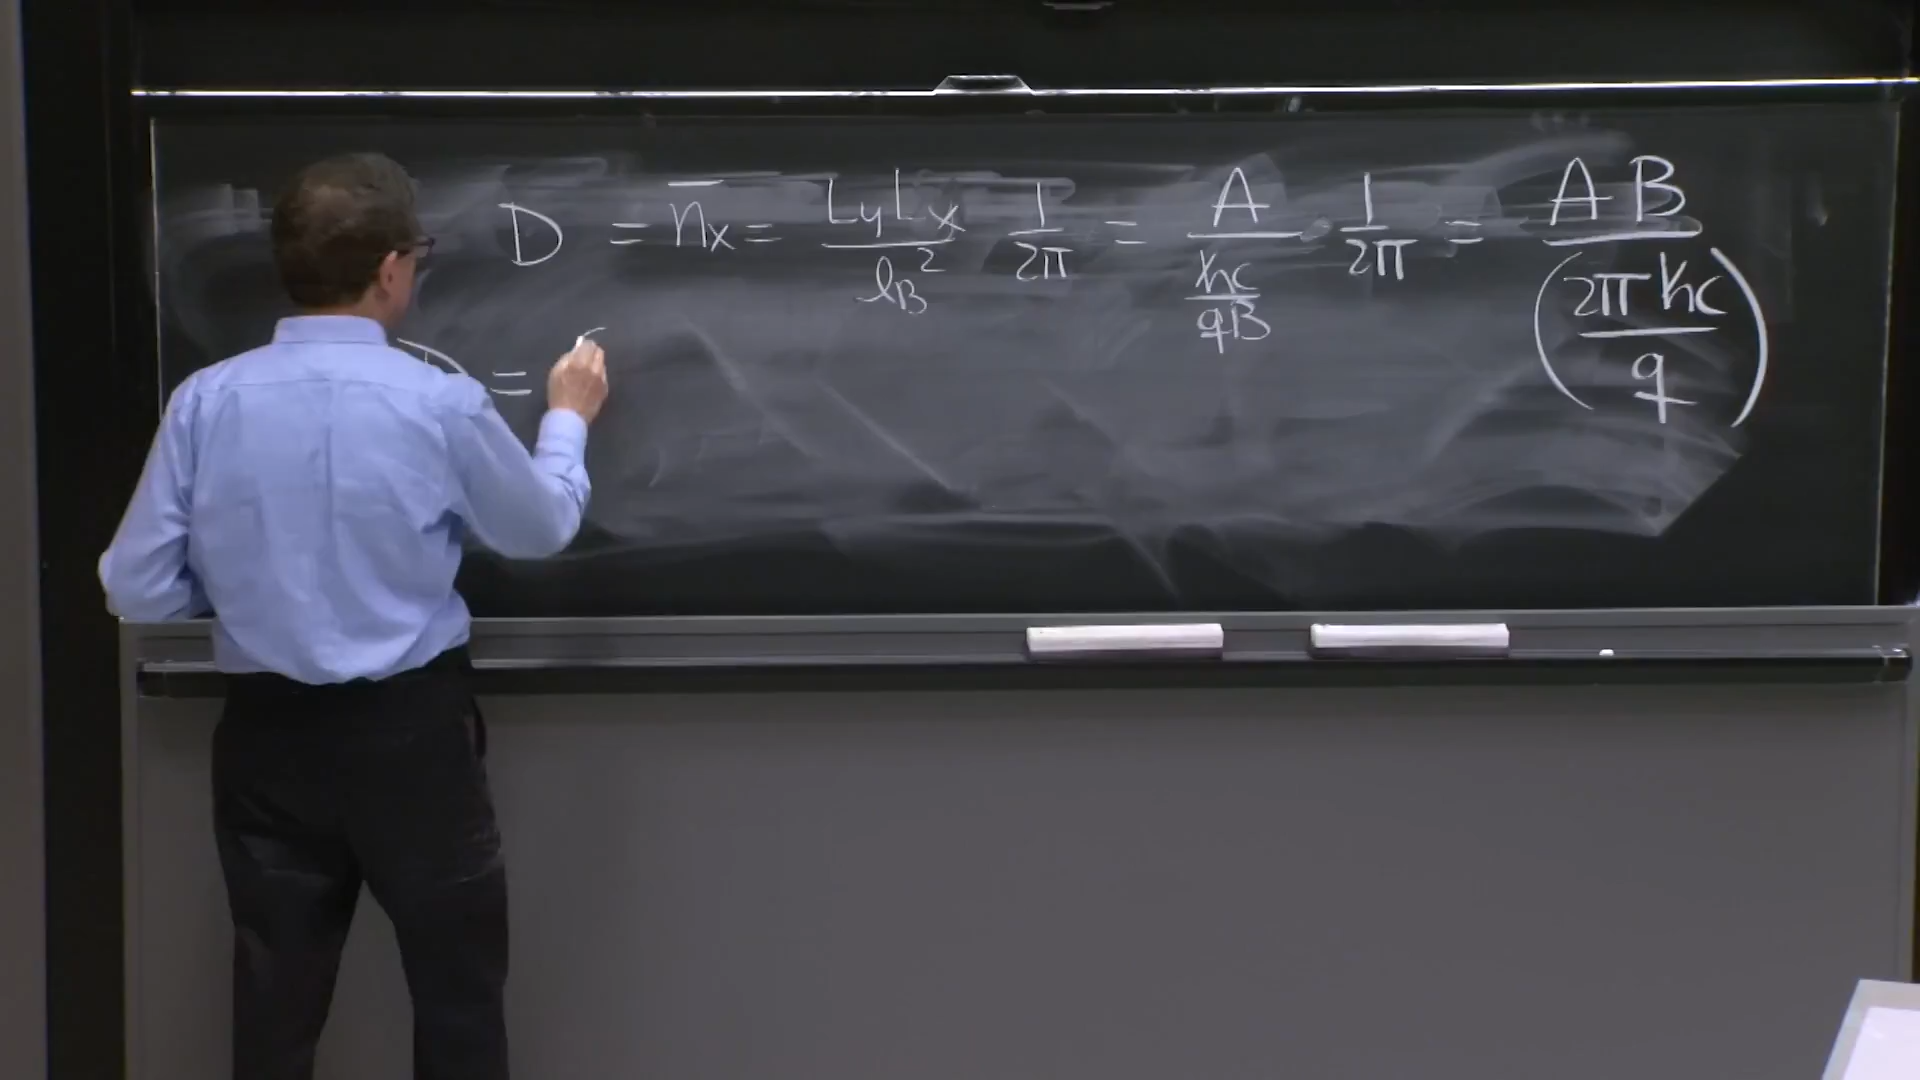 D = n̄x = LyLx/ℓB² 1/2π = A/(ħc/qB) · 1/2π = AB/(2πħc/q)
D =